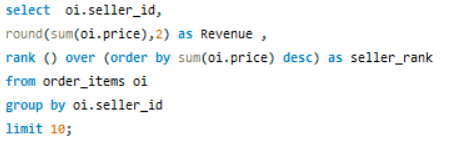 select  oi.seller_id,
round(sum(oi.price),2) as Revenue ,
rank () over (order by sum(oi.price) desc) as seller_rank
from order_items oi
group by oi.seller_id
limit 10;